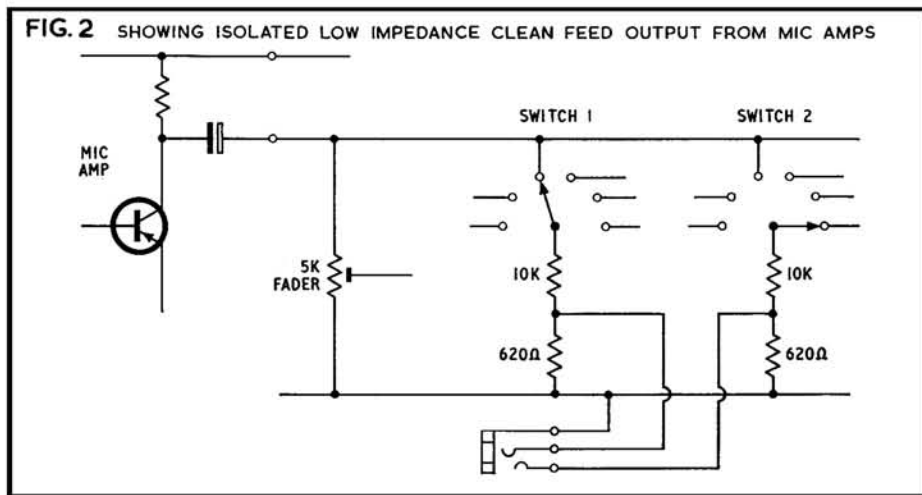 FIG. 2 SHOWING ISOLATED LOW IMPEDANCE CLEAN FEED OUTPUT FROM MIC AMPS
SWITCH 1
SWITCH 2
MIC
AMP
5K
FADER
10K
10K
620Ω
620Ω